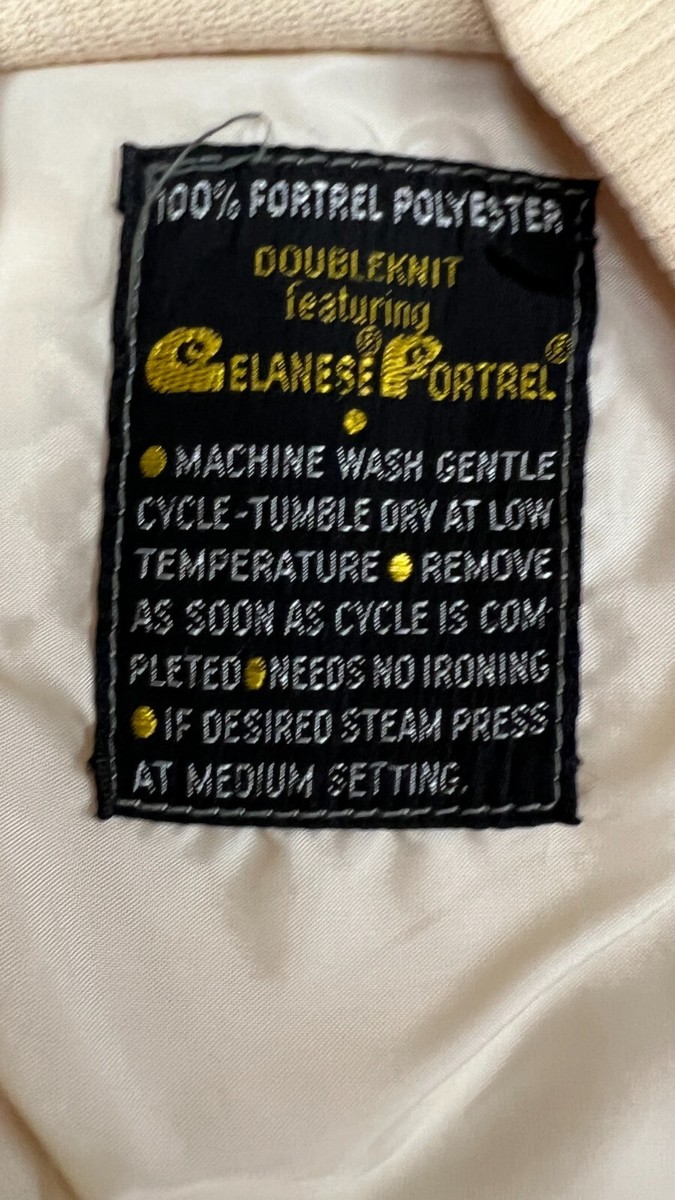 100% FORTREL POLYESTER
DOUBLEKNIT
featuring
CELANESE® FORTREL®
● MACHINE WASH GENTLE
CYCLE-TUMBLE DRY AT LOW
TEMPERATURE ● REMOVE
AS SOON AS CYCLE IS COM-
PLETED ● NEEDS NO IRONING
● IF DESIRED STEAM PRESS
AT MEDIUM SETTING.